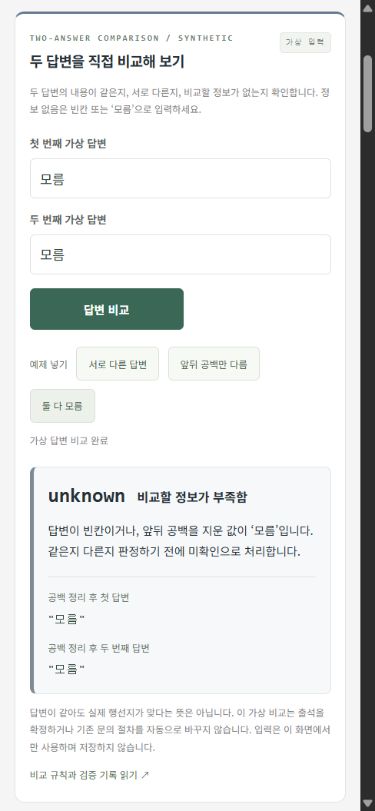 TWO-ANSWER COMPARISON / SYNTHETIC
가상 입력
두 답변을 직접 비교해 보기
두 답변의 내용이 같은지, 서로 다른지, 비교할 정보가 없는지 확인합니다. 정
보 없음은 빈칸 또는 ‘모름’으로 입력하세요.
첫 번째 가상 답변
모름
두 번째 가상 답변
모름
답변 비교
예제 넣기 서로 다른 답변 앞뒤 공백만 다름
둘 다 모름
가상 답변 비교 완료
unknown 비교할 정보가 부족함
답변이 빈칸이거나, 앞뒤 공백을 지운 값이 ‘모름’입니다.
같은지 다른지 판정하기 전에 미확인으로 처리합니다.
공백 정리 후 첫 답변
"모름"
공백 정리 후 두 번째 답변
"모름"
답변이 같아도 실제 행선지가 맞다는 뜻은 아닙니다. 이 가상 비교는 출석을
확정하거나 기존 문의 절차를 자동으로 바꾸지 않습니다. 입력은 이 화면에서
만 사용하며 저장하지 않습니다.
비교 규칙과 검증 기록 읽기 ↗